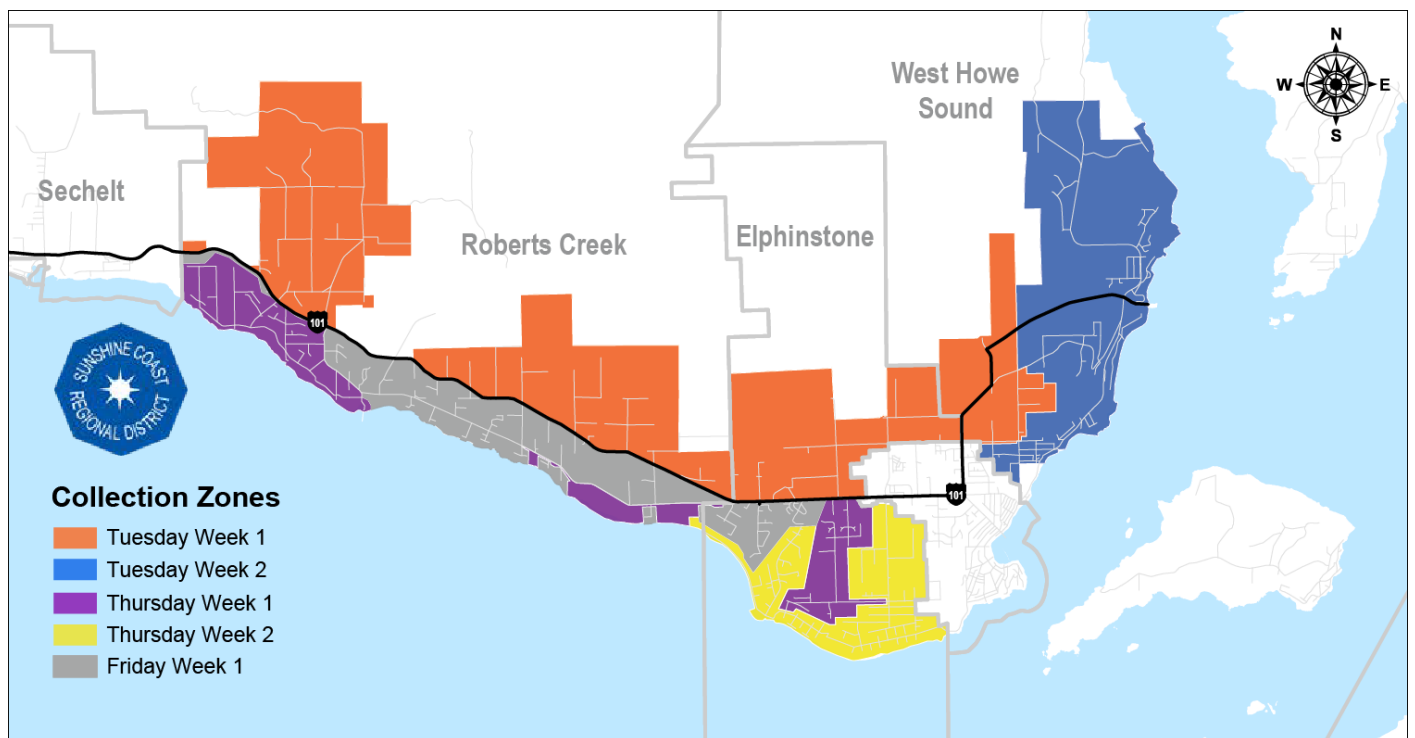 N
W E
S
West Howe
Sound
Sechelt
Roberts Creek
Elphinstone
101
SUNSHINE COAST
REGIONAL DISTRICT
101
Collection Zones
Tuesday Week 1
Tuesday Week 2
Thursday Week 1
Thursday Week 2
Friday Week 1